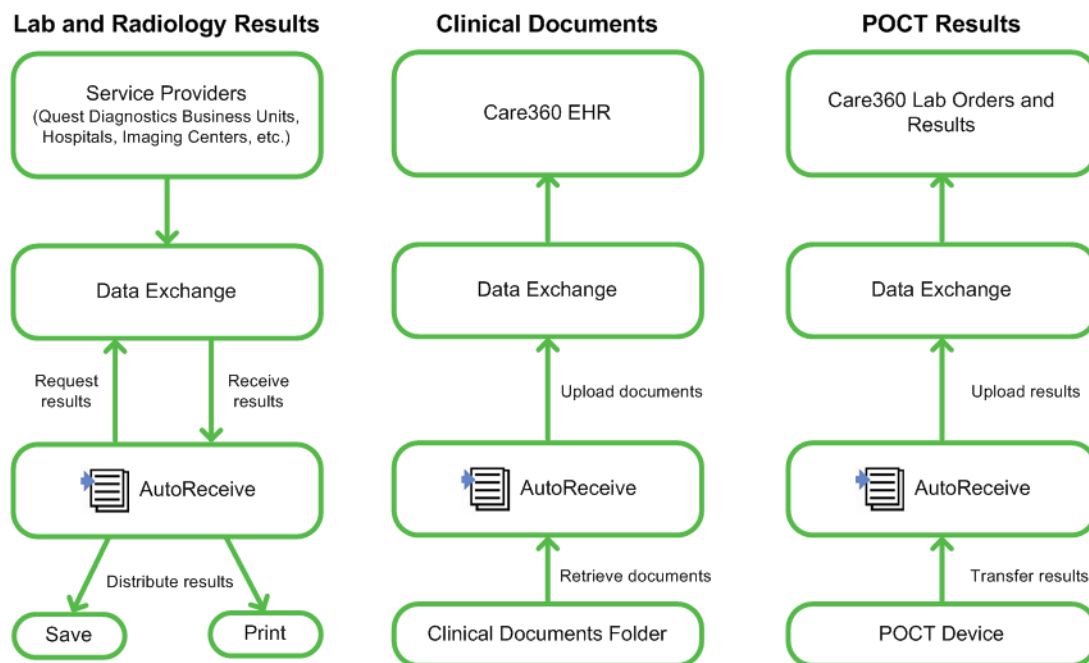 Lab and Radiology Results
Service Providers
(Quest Diagnostics Business Units,
Hospitals, Imaging Centers, etc.)
Data Exchange
Request
results
Receive
results
AutoReceive
Distribute results
Save
Print
Clinical Documents
Care360 EHR
Data Exchange
Upload documents
AutoReceive
Retrieve documents
Clinical Documents Folder
POCT Results
Care360 Lab Orders and
Results
Data Exchange
Upload results
AutoReceive
Transfer results
POCT Device